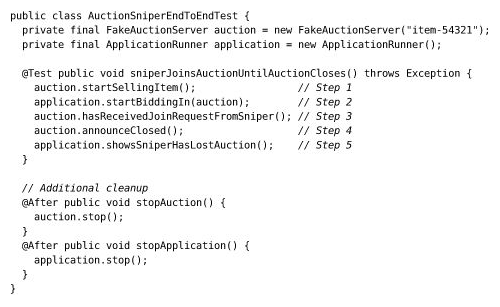 public class AuctionSniperEndToEndTest {
  private final FakeAuctionServer auction = new FakeAuctionServer("item-54321");
  private final ApplicationRunner application = new ApplicationRunner();

  @Test public void sniperJoinsAuctionUntilAuctionCloses() throws Exception {
    auction.startSellingItem();                 // Step 1
    application.startBiddingIn(auction);        // Step 2
    auction.hasReceivedJoinRequestFromSniper(); // Step 3
    auction.announceClosed();                   // Step 4
    application.showsSniperHasLostAuction();    // Step 5
  }

  // Additional cleanup
  @After public void stopAuction() {
    auction.stop();
  }
  @After public void stopApplication() {
    application.stop();
  }
}